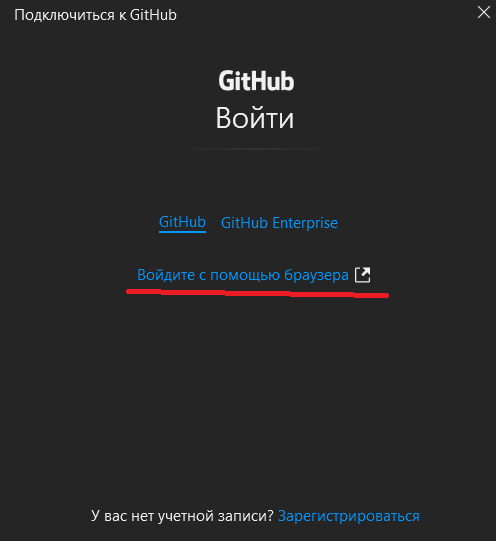 Подключиться к GitHub
GitHub
Войти
GitHub GitHub Enterprise
Войдите с помощью браузера
У вас нет учетной записи? Зарегистрироваться